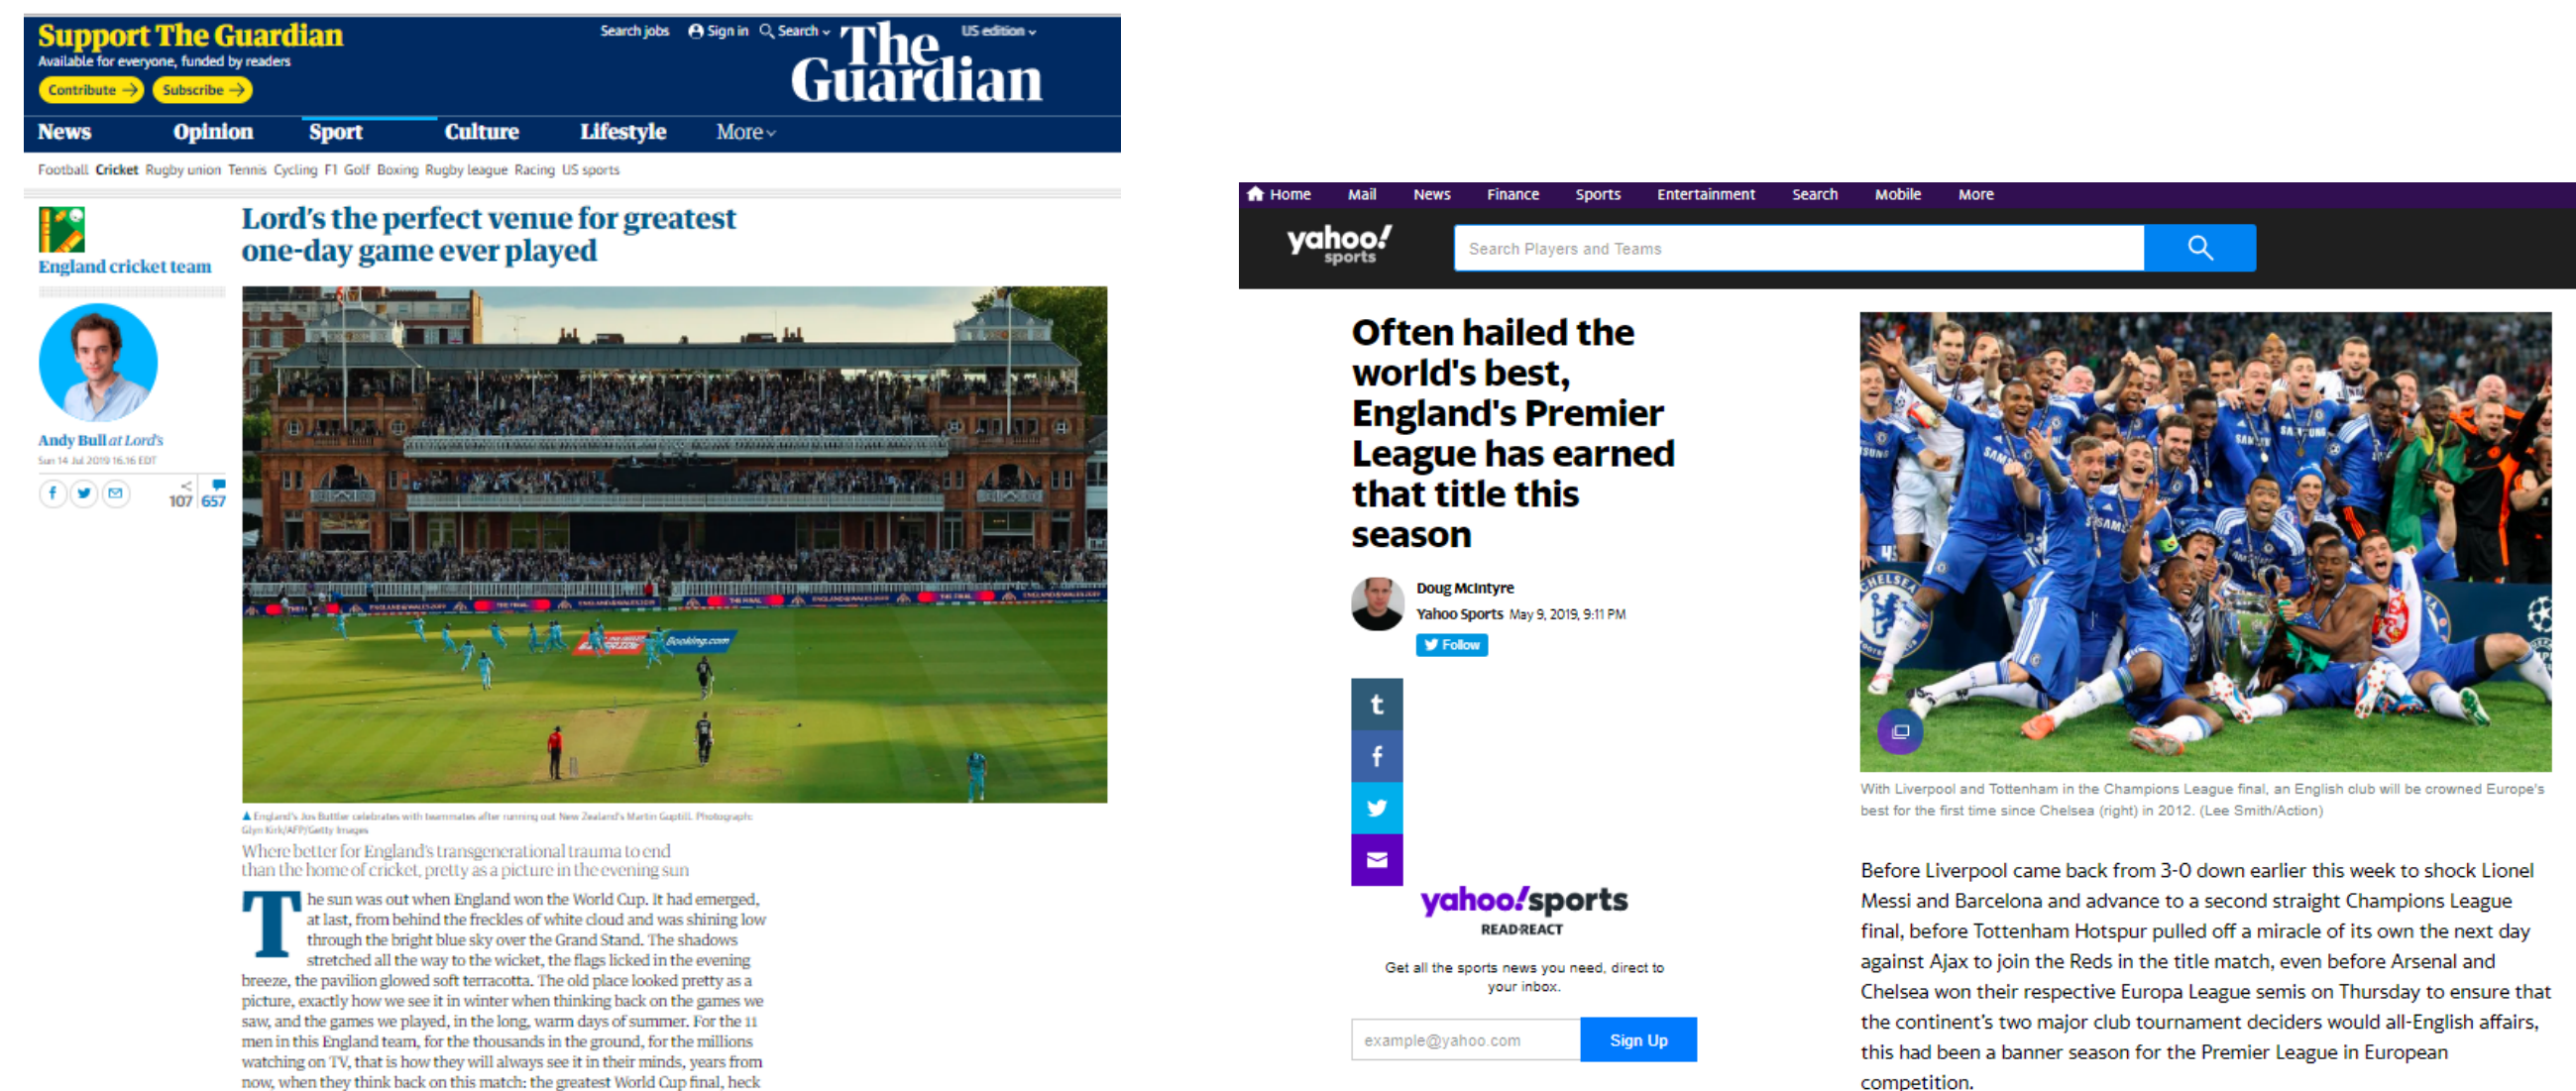 Support The Guardian
Available for everyone, funded by readers
Contribute →
Subscribe →
Search jobs
Sign in
Search
US edition
The
Guardian
News
Opinion
Sport
Culture
Lifestyle
More
Football Cricket Rugby union Tennis Cycling F1 Golf Boxing Rugby league Racing US sports
England cricket team
Lord's the perfect venue for greatest
one-day game ever played
Andy Bull at Lord's
Sun 14 Jul 2019 16.16 EDT
107
657
Booking.com
England's Jos Buttler celebrates with teammates after running out New Zealand's Martin Guptill. Photograph:
Glyn Kirk/AFP/Getty Images
Where better for England's transgenerational trauma to end
than the home of cricket, pretty as a picture in the evening sun
The sun was out when England won the World Cup. It had emerged,
at last, from behind the freckles of white cloud and was shining low
through the bright blue sky over the Grand Stand. The shadows
stretched all the way to the wicket, the flags licked in the evening
breeze, the pavilion glowed soft terracotta. The old place looked pretty as a
picture, exactly how we see it in winter when thinking back on the games we
saw, and the games we played, in the long, warm days of summer. For the 11
men in this England team, for the thousands in the ground, for the millions
watching on TV, that is how they will always see it in their minds, years from
now, when they think back on this match: the greatest World Cup final, heck
Home
Mail
News
Finance
Sports
Entertainment
Search
Mobile
More
yahoo!
sports
Search Players and Teams
Often hailed the
world's best,
England's Premier
League has earned
that title this
season
Doug McIntyre
Yahoo Sports May 9, 2019, 9:11 PM
Follow
yahoo!sports
READ+REACT
Get all the sports news you need, direct to
your inbox.
example@yahoo.com
Sign Up
With Liverpool and Tottenham in the Champions League final, an English club will be crowned Europe's
best for the first time since Chelsea (right) in 2012. (Lee Smith/Action)
Before Liverpool came back from 3-0 down earlier this week to shock Lionel
Messi and Barcelona and advance to a second straight Champions League
final, before Tottenham Hotspur pulled off a miracle of its own the next day
against Ajax to join the Reds in the title match, even before Arsenal and
Chelsea won their respective Europa League semis on Thursday to ensure that
the continent's two major club tournament deciders would all-English affairs,
this had been a banner season for the Premier League in European
competition.